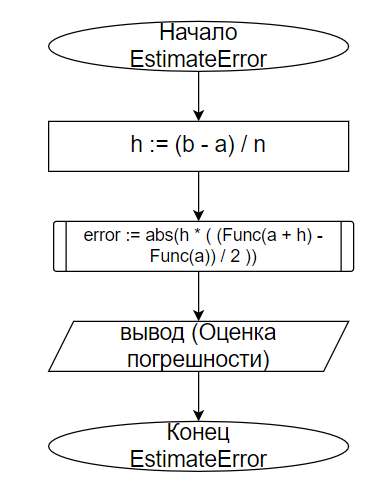 Начало
EstimateError
h := (b - a) / n
error := abs(h * ( (Func(a + h) -
Func(a)) / 2 ))
вывод (Оценка
погрешности)
Конец
EstimateError